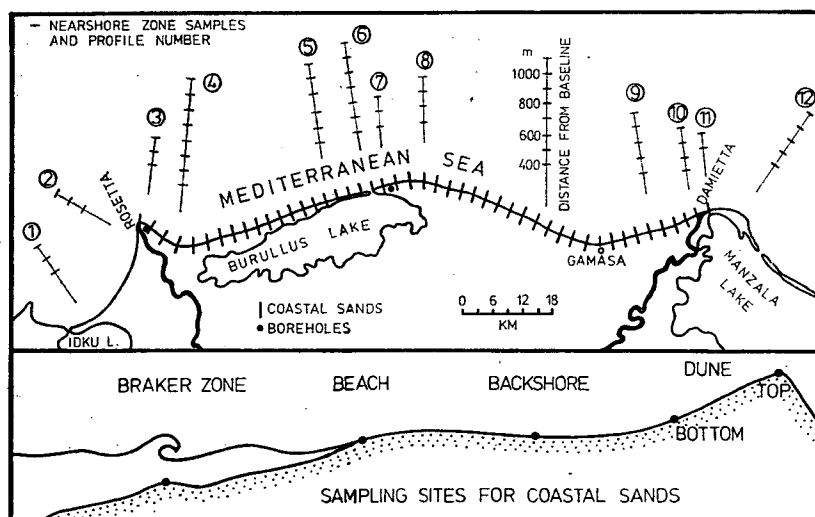 — NEARSHORE ZONE SAMPLES
AND PROFILE NUMBER
1
2
3
4
5
6
7
8
9
10
11
12
m
1000
800
600
400
DISTANCE FROM BASELINE
ROSETTA
MEDITERRANEAN SEA
DAMIETTA
BURULLUS LAKE
GAMASA
MANZALA
LAKE
IDKU L.
| COASTAL SANDS
• BOREHOLES
0 6 12 18
KM
BRAKER ZONE
BEACH
BACKSHORE
DUNE
TOP
BOTTOM
SAMPLING SITES FOR COASTAL SANDS